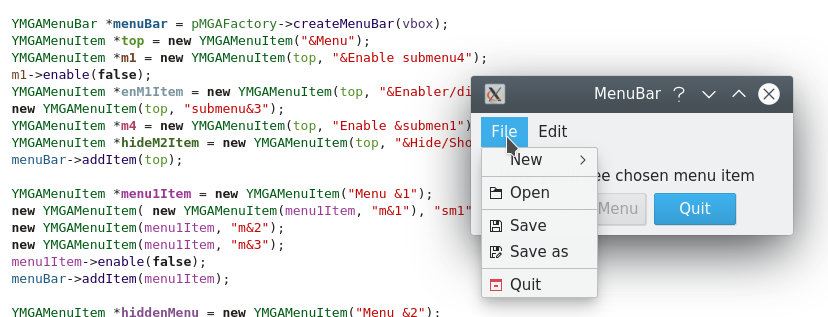 YMGAMenuBar *menuBar = pMGAFactory->createMenuBar(vbox);
YMGAMenuItem *top = new YMGAMenuItem("&Menu");
YMGAMenuItem *m1 = new YMGAMenuItem(top, "&Enable submenu4");
m1->enable(false);
YMGAMenuItem *enM1Item = new YMGAMenuItem(top, "&Enabler/di
new YMGAMenuItem(top, "submenu&3");
YMGAMenuItem *m4 = new YMGAMenuItem(top, "Enable &submen1")
YMGAMenuItem *hideM2Item = new YMGAMenuItem(top, "&Hide/Sho
menuBar->addItem(top);
YMGAMenuItem *menu1Item = new YMGAMenuItem("Menu &1");
new YMGAMenuItem( new YMGAMenuItem(menu1Item, "m&1"), "sm1"
new YMGAMenuItem(menu1Item, "m&2");
new YMGAMenuItem(menu1Item, "m&3");
menu1Item->enable(false);
menuBar->addItem(menu1Item);
YMGAMenuItem *hiddenMenu = new YMGAMenuItem("Menu &2");
MenuBar ?
File Edit
New
Open
Save
Save as
Quit
ee chosen menu item
Menu Quit